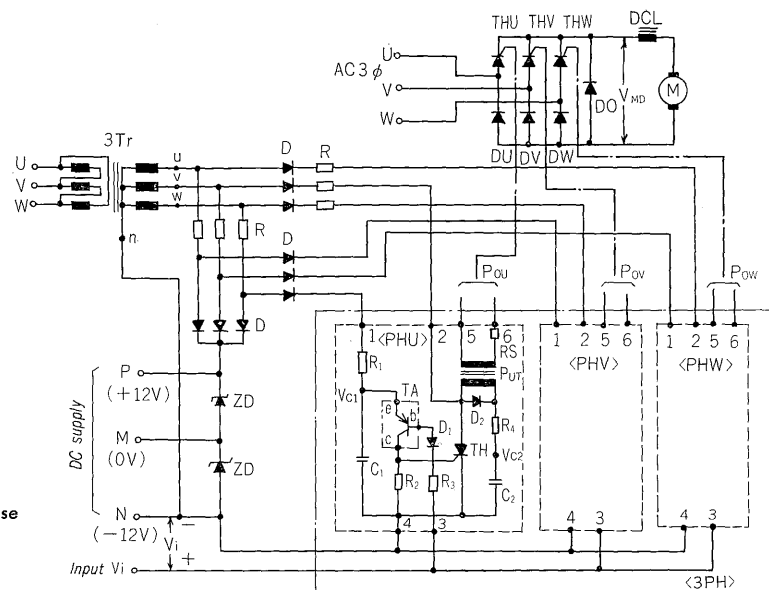 THU THV THW
DCL
U
AC 3φ
V
W
DO
V_MD
M
DU DV DW
3Tr
U
V
W
u
v
w
n
D
R
R
D
D
P_OU
P_OV
P_OW
1
<PHU>
2
5
6
1
2
5
6
<PHV>
1
2
5
6
<PHW>
R1
RS
P_UT
V_C1
TA
e
b
c
D1
D2
R4
TH
V_C2
C1
R2
R3
C2
4
3
4
3
4
3
DC supply
P
(+12V)
ZD
M
(0V)
ZD
N
(−12V)
−
Vi
+
Input Vi
<3PH>
se